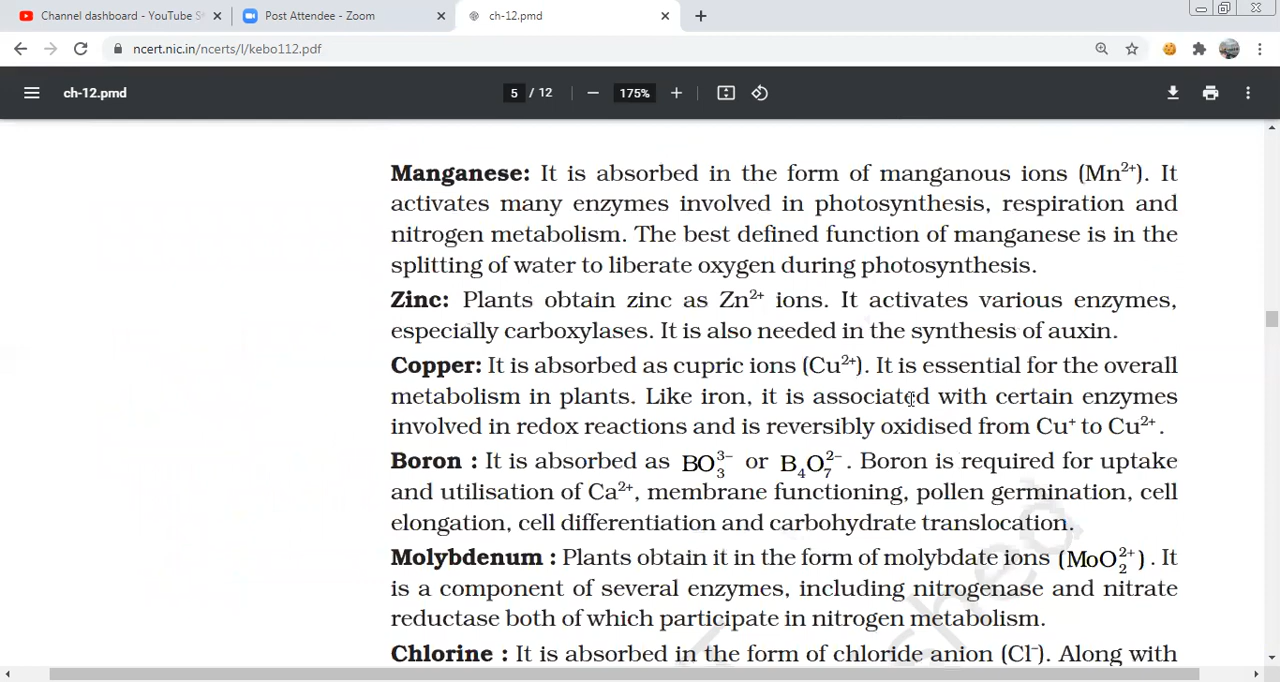 Channel dashboard - YouTube St
Post Attendee - Zoom
ch-12.pmd
ncert.nic.in/ncerts/l/kebo112.pdf
ch-12.pmd
5 / 12
175%
Manganese: It is absorbed in the form of manganous ions (Mn²⁺). It
activates many enzymes involved in photosynthesis, respiration and
nitrogen metabolism. The best defined function of manganese is in the
splitting of water to liberate oxygen during photosynthesis.
Zinc: Plants obtain zinc as Zn²⁺ ions. It activates various enzymes,
especially carboxylases. It is also needed in the synthesis of auxin.
Copper: It is absorbed as cupric ions (Cu²⁺). It is essential for the overall
metabolism in plants. Like iron, it is associated with certain enzymes
involved in redox reactions and is reversibly oxidised from Cu⁺ to Cu²⁺.
Boron : It is absorbed as BO₃³⁻ or B₄O₇²⁻. Boron is required for uptake
and utilisation of Ca²⁺, membrane functioning, pollen germination, cell
elongation, cell differentiation and carbohydrate translocation.
Molybdenum : Plants obtain it in the form of molybdate ions (MoO₂²⁺). It
is a component of several enzymes, including nitrogenase and nitrate
reductase both of which participate in nitrogen metabolism.
Chlorine : It is absorbed in the form of chloride anion (Cl⁻). Along with